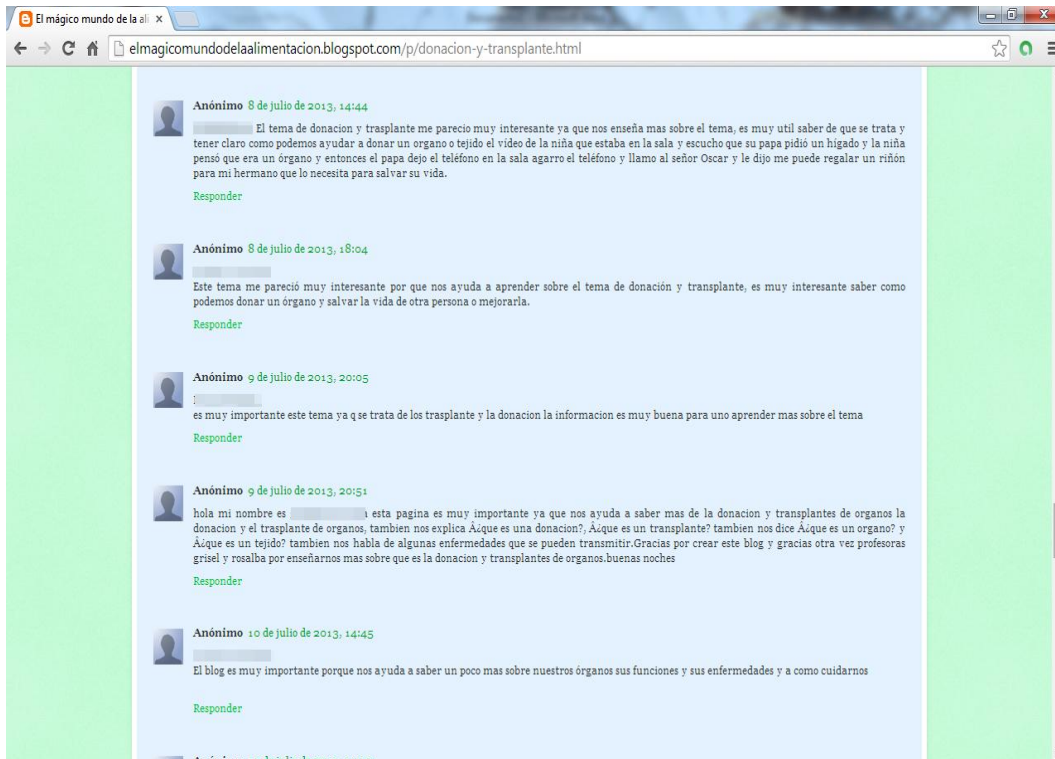 El mágico mundo de la ali
elmagicomundodelaalimentacion.blogspot.com/p/donacion-y-transplante.html
Anónimo 8 de julio de 2013, 14:44
El tema de donacion y trasplante me parecio muy interesante ya que nos enseña mas sobre el tema, es muy util saber de que se trata y
tener claro como podemos ayudar a donar un organo o tejido el vídeo de la niña que estaba en la sala y escucho que su papa pidió un hígado y la niña
pensó que era un órgano y entonces el papa dejo el teléfono en la sala agarro el teléfono y llamo al señor Oscar y le dijo me puede regalar un riñón
para mi hermano que lo necesita para salvar su vida.
Responder
Anónimo 8 de julio de 2013, 18:04
Este tema me pareció muy interesante por que nos ayuda a aprender sobre el tema de donación y transplante, es muy interesante saber como
podemos donar un órgano y salvar la vida de otra persona o mejorarla.
Responder
Anónimo 9 de julio de 2013, 20:05
es muy importante este tema ya q se trata de los trasplante y la donacion la informacion es muy buena para uno aprender mas sobre el tema
Responder
Anónimo 9 de julio de 2013, 20:51
hola mi nombre es esta pagina es muy importante ya que nos ayuda a saber mas de la donacion y transplantes de organos la
donacion y el trasplante de organos, tambien nos explica Â¿que es una donacion?, Â¿que es un transplante? tambien nos dice Â¿que es un organo? y
Â¿que es un tejido? tambien nos habla de algunas enfermedades que se pueden transmitir.Gracias por crear este blog y gracias otra vez profesoras
grisel y rosalba por enseñarnos mas sobre que es la donacion y transplantes de organos.buenas noches
Responder
Anónimo 10 de julio de 2013, 14:45
El blog es muy importante porque nos ayuda a saber un poco mas sobre nuestros órganos sus funciones y sus enfermedades y a como cuidarnos
Responder